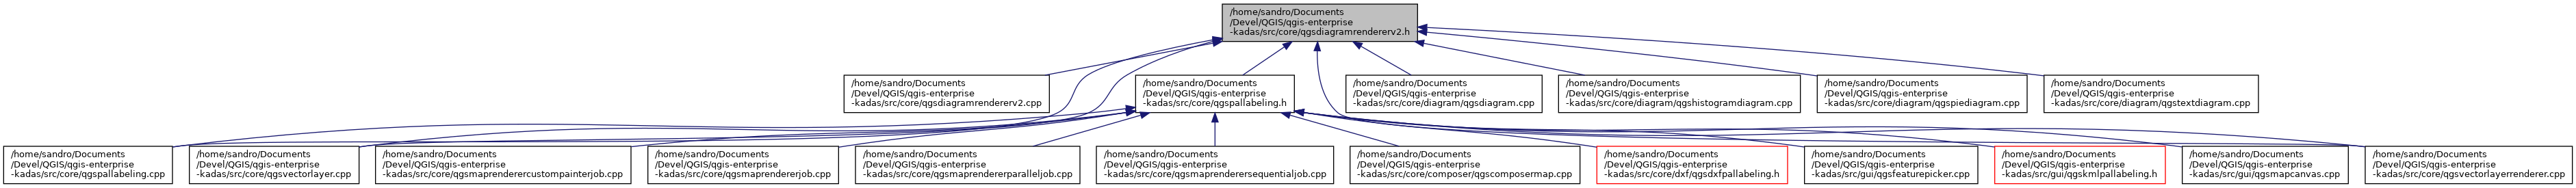 /home/sandro/Documents
/Devel/QGIS/qgis-enterprise
-kadas/src/core/qgsdiagramrendererv2.h
/home/sandro/Documents
/Devel/QGIS/qgis-enterprise
-kadas/src/core/qgsdiagramrendererv2.cpp
/home/sandro/Documents
/Devel/QGIS/qgis-enterprise
-kadas/src/core/qgspallabeling.h
/home/sandro/Documents
/Devel/QGIS/qgis-enterprise
-kadas/src/core/diagram/qgsdiagram.cpp
/home/sandro/Documents
/Devel/QGIS/qgis-enterprise
-kadas/src/core/diagram/qgshistogramdiagram.cpp
/home/sandro/Documents
/Devel/QGIS/qgis-enterprise
-kadas/src/core/diagram/qgspiediagram.cpp
/home/sandro/Documents
/Devel/QGIS/qgis-enterprise
-kadas/src/core/diagram/qgstextdiagram.cpp
/home/sandro/Documents
/Devel/QGIS/qgis-enterprise
-kadas/src/core/qgspallabeling.cpp
/home/sandro/Documents
/Devel/QGIS/qgis-enterprise
-kadas/src/core/qgsvectorlayer.cpp
/home/sandro/Documents
/Devel/QGIS/qgis-enterprise
-kadas/src/core/qgsmaprenderercustompainterjob.cpp
/home/sandro/Documents
/Devel/QGIS/qgis-enterprise
-kadas/src/core/qgsmaprendererjob.cpp
/home/sandro/Documents
/Devel/QGIS/qgis-enterprise
-kadas/src/core/qgsmaprendererparalleljob.cpp
/home/sandro/Documents
/Devel/QGIS/qgis-enterprise
-kadas/src/core/qgsmaprenderersequentialjob.cpp
/home/sandro/Documents
/Devel/QGIS/qgis-enterprise
-kadas/src/core/composer/qgscomposermap.cpp
/home/sandro/Documents
/Devel/QGIS/qgis-enterprise
-kadas/src/core/dxf/qgsdxfpallabeling.h
/home/sandro/Documents
/Devel/QGIS/qgis-enterprise
-kadas/src/gui/qgsfeaturepicker.cpp
/home/sandro/Documents
/Devel/QGIS/qgis-enterprise
-kadas/src/gui/qgskmlpallabeling.h
/home/sandro/Documents
/Devel/QGIS/qgis-enterprise
-kadas/src/gui/qgsmapcanvas.cpp
/home/sandro/Documents
/Devel/QGIS/qgis-enterprise
-kadas/src/core/qgsvectorlayerrenderer.cpp